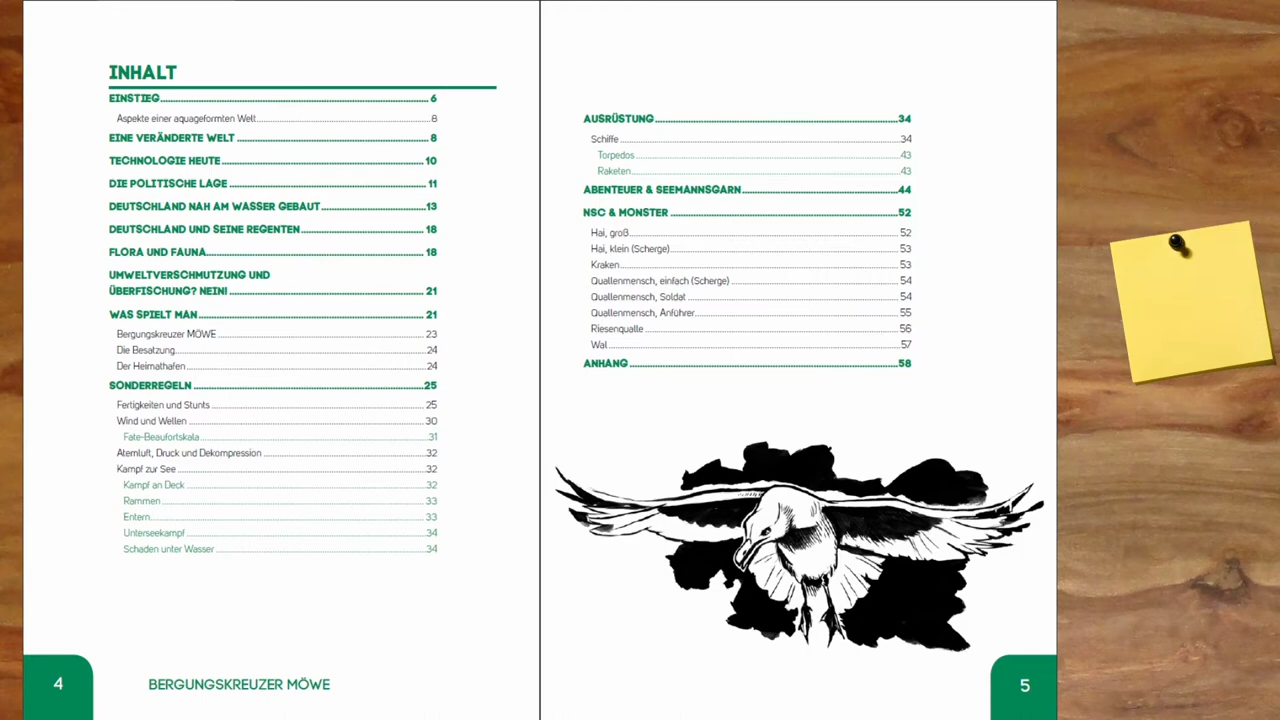 INHALT
EINSTIEG 6
Aspekte einer aquageformten Welt 8
EINE VERÄNDERTE WELT 8
TECHNOLOGIE HEUTE 10
DIE POLITISCHE LAGE 11
DEUTSCHLAND NAH AM WASSER GEBAUT 13
DEUTSCHLAND UND SEINE REGENTEN 18
FLORA UND FAUNA 18
UMWELTVERSCHMUTZUNG UND
ÜBERFISCHUNG? NEIN! 21
WAS SPIELT MAN 21
Bergungskreuzer MÖWE 23
Die Besatzung 24
Der Heimathafen 24
SONDERREGELN 25
Fertigkeiten und Stunts 25
Wind und Wellen 30
Fate-Beaufortskala 31
Atemluft, Druck und Dekompression 32
Kampf zur See 32
Kampf an Deck 32
Rammen 33
Entern 33
Unterseekampf 34
Schaden unter Wasser 34
4
BERGUNGSKREUZER MÖWE
AUSRÜSTUNG 34
Schiffe 34
Torpedos 43
Raketen 43
ABENTEUER & SEEMANNSGARN 44
NSC & MONSTER 52
Hai, groß 52
Hai, klein (Scherge) 53
Kraken 53
Quallenmensch, einfach (Scherge) 54
Quallenmensch, Soldat 54
Quallenmensch, Anführer 55
Riesenqualle 56
Wal 57
ANHANG 58
5